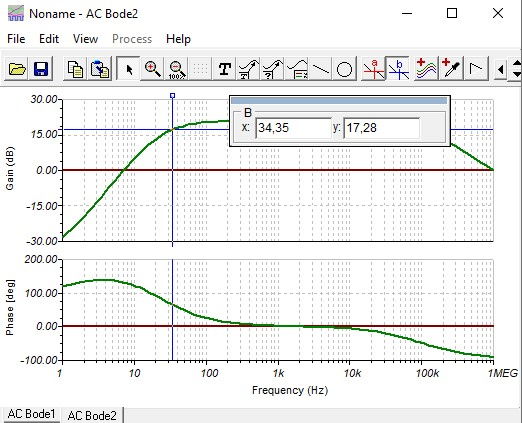 Noname - AC Bode2
File Edit View Process Help
T ? ? a b
100%
B
x: 34,35 y: 17,28
30.00
15.00
0.00
-15.00
-30.00
Gain (dB)
200.00
100.00
0.00
-100.00
Phase [deg]
1 10 100 1k 10k 100k 1MEG
Frequency (Hz)
AC Bode1 AC Bode2